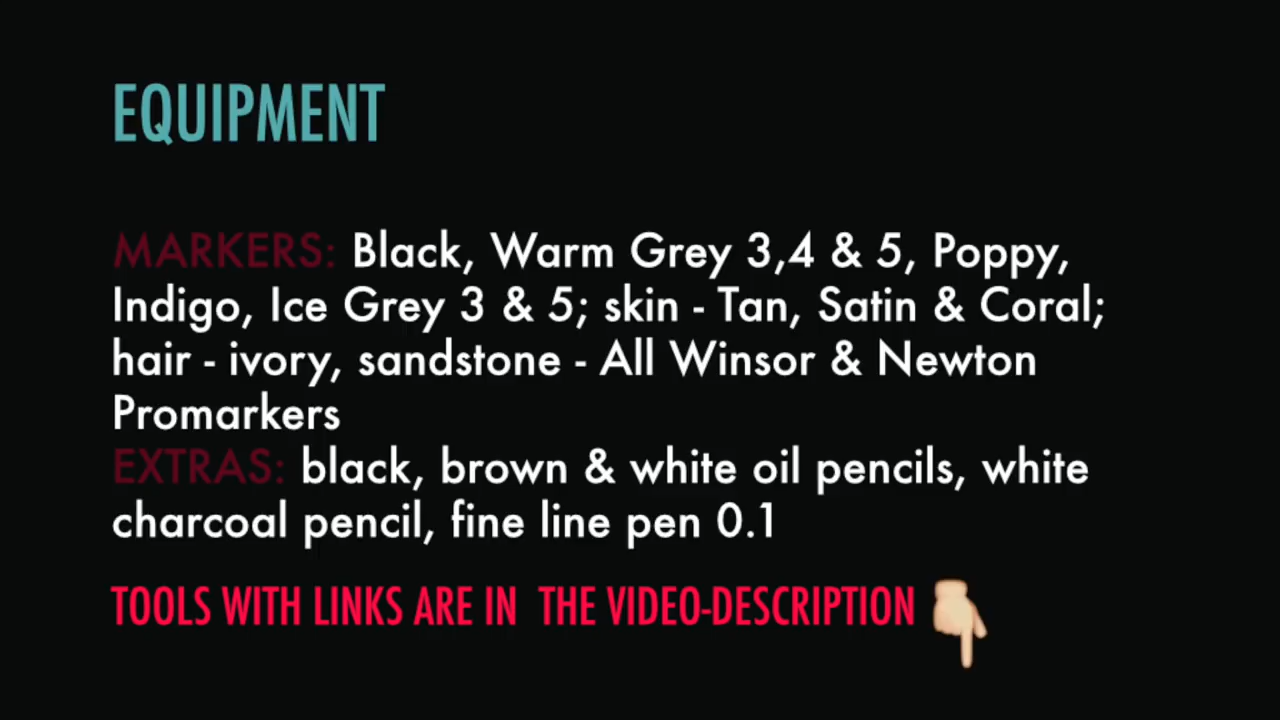 EQUIPMENT
MARKERS: Black, Warm Grey 3,4 & 5, Poppy,
Indigo, Ice Grey 3 & 5; skin - Tan, Satin & Coral;
hair - ivory, sandstone - All Winsor & Newton
Promarkers
EXTRAS: black, brown & white oil pencils, white
charcoal pencil, fine line pen 0.1
TOOLS WITH LINKS ARE IN THE VIDEO-DESCRIPTION